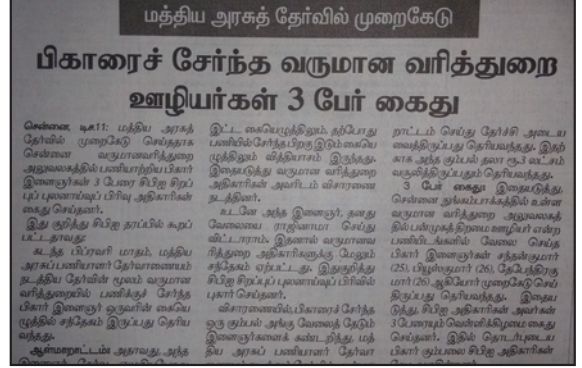 மத்திய அரசுத் தேர்வில் முறைகேடு
பிகாரைச் சேர்ந்த வருமான வரித்துறை
ஊழியர்கள் 3 பேர் கைது
சென்னை, டிச.11: மத்திய அரசுத்
தேர்வில் முறைகேடு செய்ததாக
சென்னை வருமானவரித்துறை
அலுவலகத்தில் பணியாற்றிய பிகார்
இளைஞர்கள் 3 பேரை சிபிஐ சிறப்
புப் புலனாய்வுப் பிரிவு அதிகாரிகள்
கைது செய்தனர்.
இது குறித்து சிபிஐ தரப்பில் கூறப்
பட்டதாவது:
கடந்த பிப்ரவரி மாதம், மத்திய
அரசுப் பணியாளர் தேர்வாணையம்
நடத்திய தேர்வின் மூலம் வருமான
வரித்துறையில் பணிக்குச் சேர்ந்த
பிகார் இளைஞர் ஒருவரின் கையெ
ழுத்தில் சந்தேகம் இருப்பது தெரிய
வந்தது.
ஆள்மாறாட்டம்: அதாவது, அந்த
இளைஞர்
இட்ட கையெழுத்திலும், தற்போது
பணியில் சேர்ந்த பிறகு இடும் கையெ
ழுத்திலும் வித்தியாசம் இருந்தது.
இதையடுத்து வருமான வரித்துறை
அதிகாரிகள் அவரிடம் விசாரணை
நடத்தினர்.
உடனே அந்த இளைஞர், தனது
வேலையை ராஜிநாமா செய்து
விட்டாராம். இதனால் வருமானவ
ரித்துறை அதிகாரிகளுக்கு மேலும்
சந்தேகம் ஏற்பட்டது. இதுகுறித்து
சிபிஐ சிறப்புப் புலனாய்வுப் பிரிவில்
புகார் செய்தனர்.
விசாரணையில், பிகாரைச் சேர்ந்த
ஒரு கும்பல் அங்கு வேலைத் தேடும்
இளைஞர்களைக் கண்டறிந்து, மத்
திய அரசுப் பணியாளர் தேர்வா
றாட்டம் செய்து தேர்ச்சி அடைய
வைத்திருப்பது தெரியவந்தது. இதற்
காக அந்த கும்பல் தலா ரூ.3 லட்சம்
வசூலித்திருப்பதும் தெரியவந்தது.
3 பேர் கைது: இதையடுத்து,
சென்னை நுங்கம்பாக்கத்தில் உள்ள
வருமான வரித்துறை அலுவலகத்
தில் பன்முகத் திறமை ஊழியர் என்ற
பணியிடங்களில் வேலை செய்த
பிகார் இளைஞர்கள் சந்தன்குமார்
(25), பியூஸ்குமார் (26), தேபேந்திரகு
மார் (26) ஆகியோர் முறைகேடு செய்
திருப்பது தெரியவந்தது. இதைய
டுத்து, சிபிஐ அதிகாரிகள் அவர்கள்
3 பேரையும் வெள்ளிக்கிழமை கைது
செய்தனர். இதில் தொடர்புடைய
பிகார் கும்பலை சிபிஐ அதிகாரிகள்